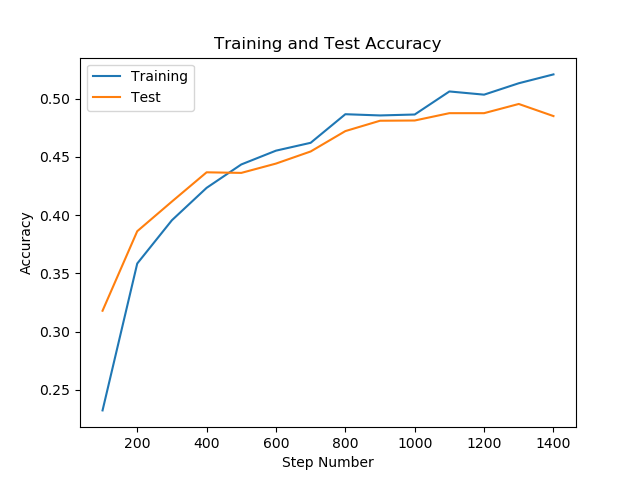 Training and Test Accuracy
Training
Test
0.50
0.45
0.40
0.35
0.30
0.25
Accuracy
200 400 600 800 1000 1200 1400
Step Number